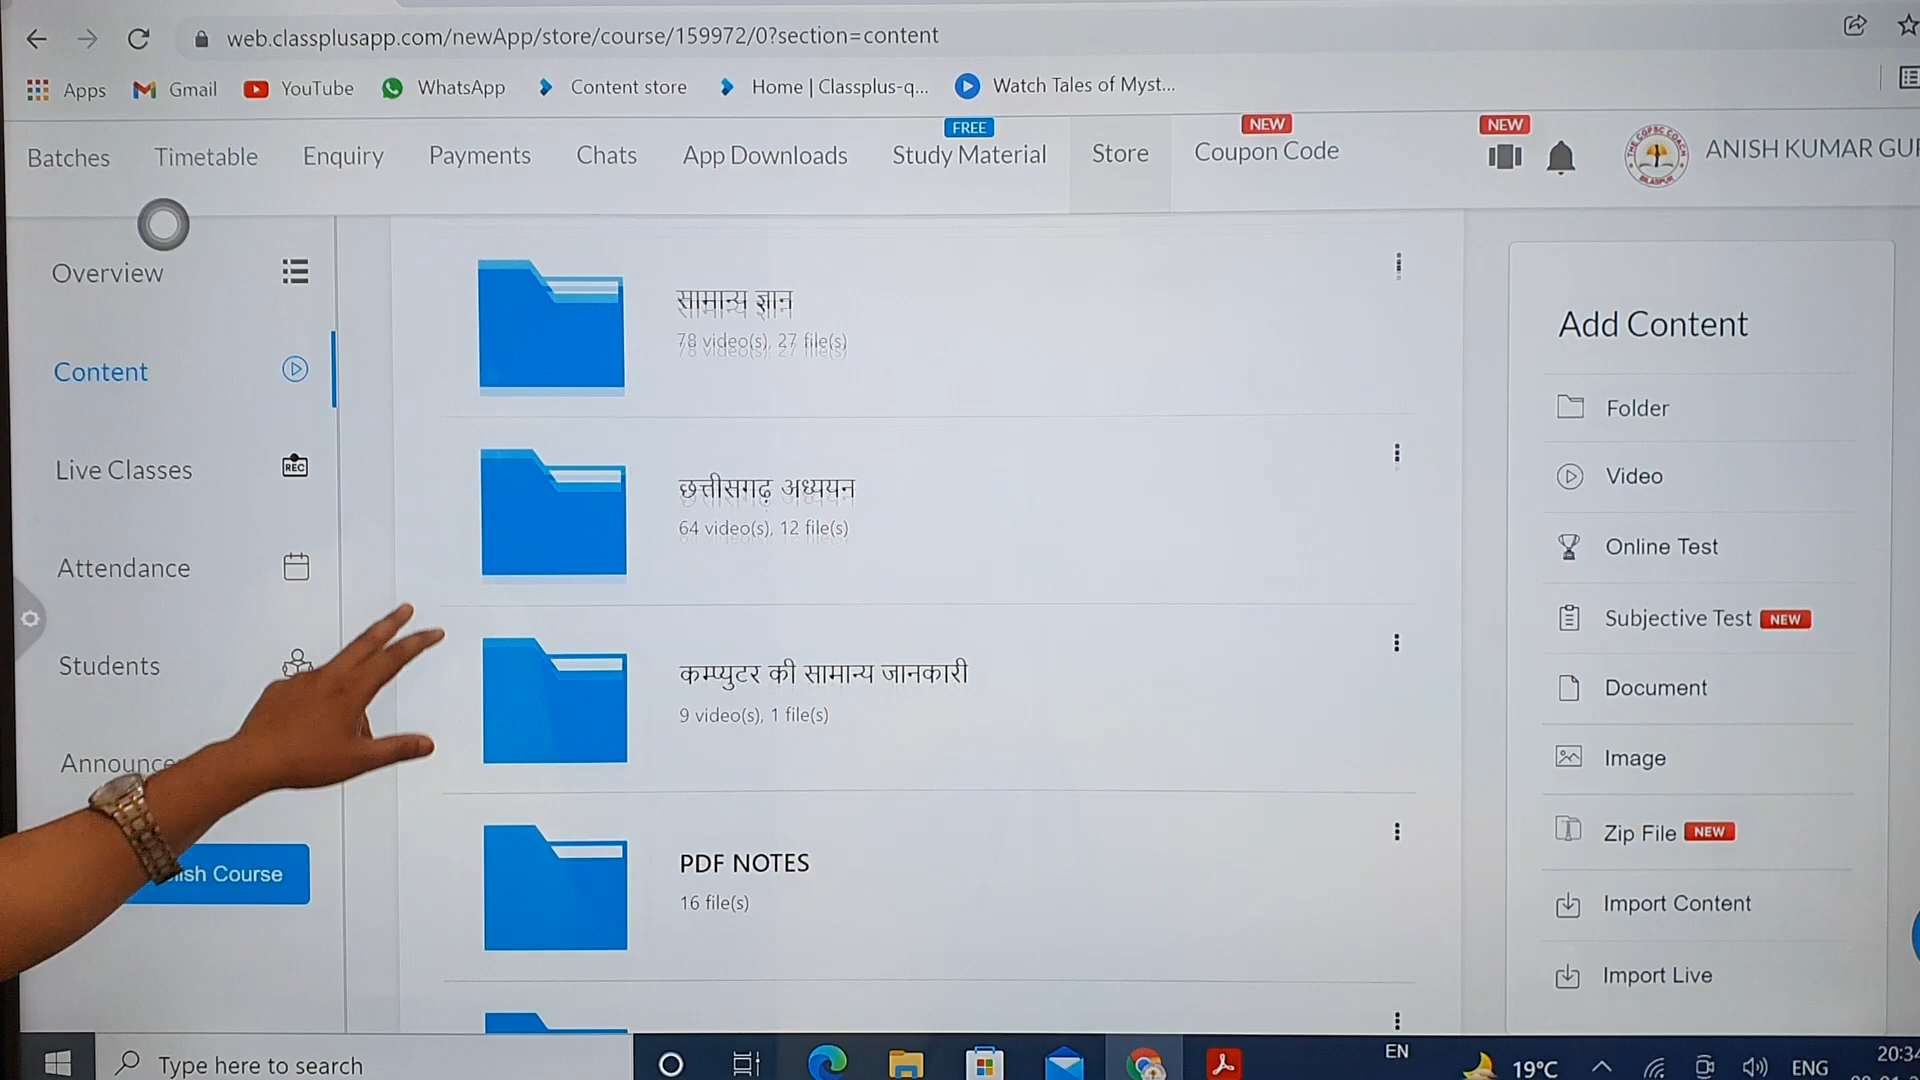 web.classplusapp.com/newApp/store/course/159972/0?section=content
Apps Gmail YouTube WhatsApp Content store Home | Classplus-q... Watch Tales of Myst...
FREE NEW NEW
Batches Timetable Enquiry Payments Chats App Downloads Study Material Store Coupon Code ANISH KUMAR
Overview
Content
Live Classes
REC
Attendance
Students
Course
सामान्य ज्ञान
78 video(s), 27 file(s)
छत्तीसगढ़ अध्ययन
64 video(s), 12 file(s)
कम्प्युटर की सामान्य जानकारी
9 video(s), 1 file(s)
PDF NOTES
16 file(s)
Add Content
Folder
Video
Online Test
Subjective Test NEW
Document
Image
Zip File NEW
Import Content
Import Live
Type here to search
EN
19°C
ENG
20:34